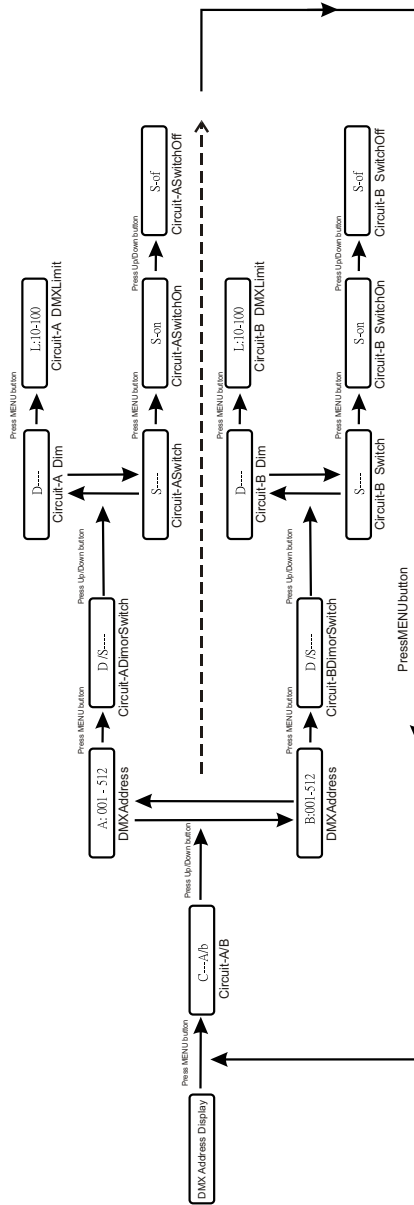 DMX Address Display
Press MENU button
C---A/b
Circuit-A/B
Press Up/Down button
A: 001 - 512
DMXAddress
Press MENU button
D /S----
Circuit-ADimorSwitch
Press Up/Down button
D----
Circuit-A Dim
Press MENU button
L:10-100
Circuit-A DMXLimit
S----
Circuit-ASwitch
Press MENU button
S-on
Circuit-ASwitchOn
Press Up/Down button
S-of
Circuit-ASwitchOff
B:001-512
DMXAddress
Press MENU button
D /S----
Circuit-BDimorSwitch
Press Up/Down button
D----
Circuit-B Dim
Press MENU button
L:10-100
Circuit-B DMXLimit
S----
Circuit-B Switch
Press MENU button
S-on
Circuit-B SwitchOn
Press Up/Down button
S-of
Circuit-B SwitchOff
PressMENUbutton